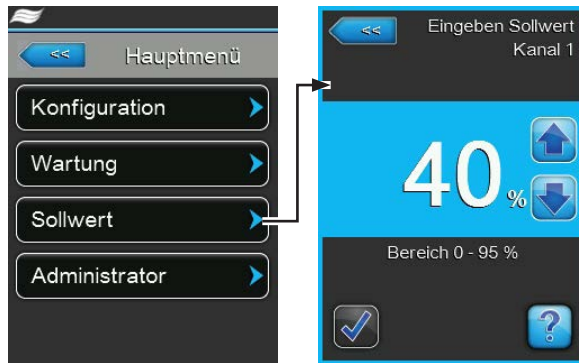 <<
Hauptmenü
Konfiguration
Wartung
Sollwert
Administrator
<<
Eingeben Sollwert
Kanal 1
40 %
Bereich 0 - 95 %
?